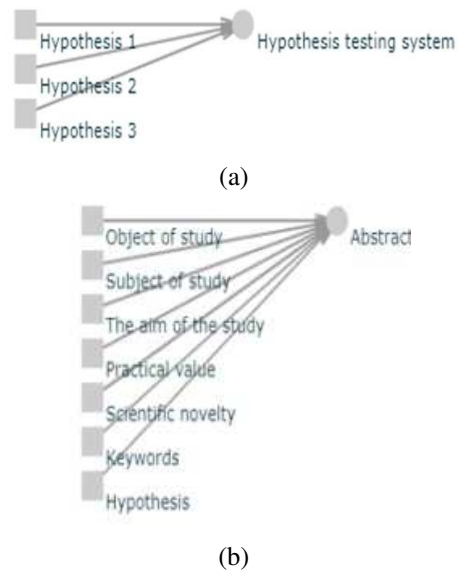 Hypothesis 1
Hypothesis testing system
Hypothesis 2
Hypothesis 3
(a)
Object of study
Abstract
Subject of study
The aim of the study
Practical value
Scientific novelty
Keywords
Hypothesis
(b)